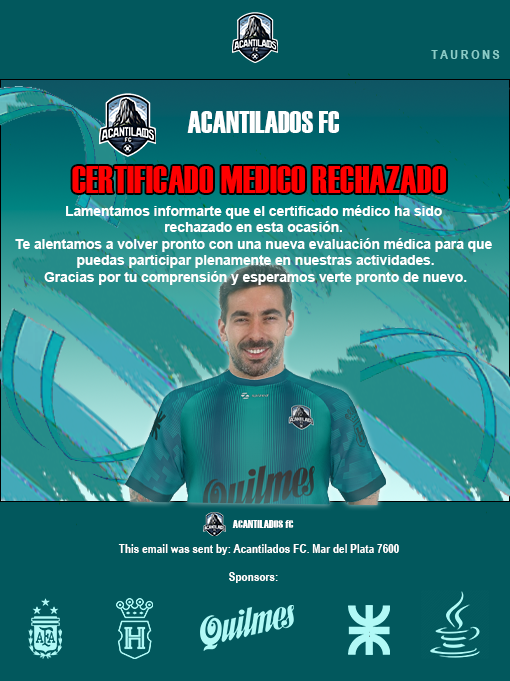 ACANTILADOS
FC
TAURONS
ACANTILADOS
FC
ACANTILADOS FC
CERTIFICADO MEDICO RECHAZADO
Lamentamos informarte que el certificado médico ha sido
rechazado en esta ocasión.
Te alentamos a volver pronto con una nueva evaluación médica para que
puedas participar plenamente en nuestras actividades.
Gracias por tu comprensión y esperamos verte pronto de nuevo.
Quilmes
ACANTILADOS FC
This email was sent by: Acantilados FC. Mar del Plata 7600
Sponsors:
AFA
H
Quilmes